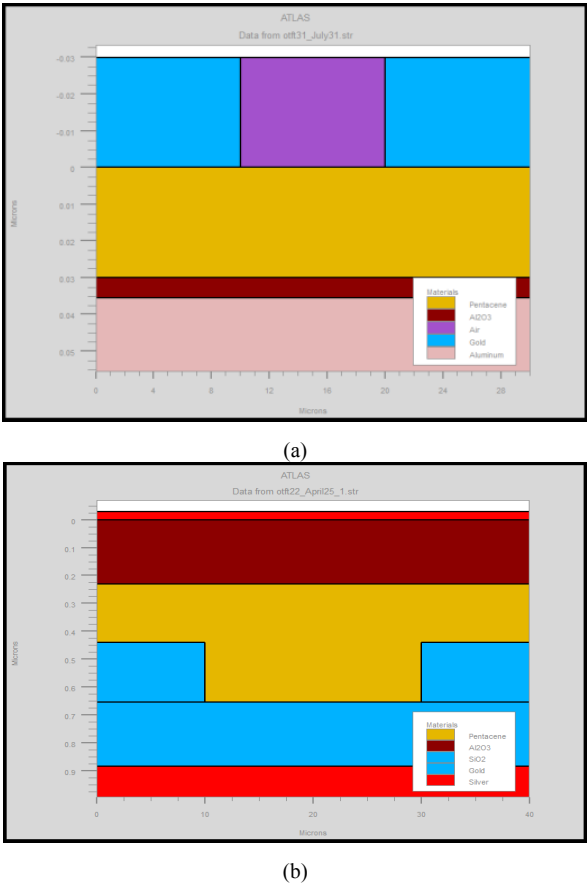 ATLAS
Data from otft31_July31.str
-0.03
-0.02
-0.01
0
0.01
0.02
0.03
0.04
0.05
Microns
Materials
Pentacene
Al2O3
Air
Gold
Aluminum
0 4 8 12 16 20 24 28
Microns
(a)
ATLAS
Data from otft22_April25_1.str
0
0.1
0.2
0.3
0.4
0.5
0.6
0.7
0.8
0.9
Microns
Materials
Pentacene
Al2O3
SiO2
Gold
Silver
0 10 20 30 40
Microns
(b)